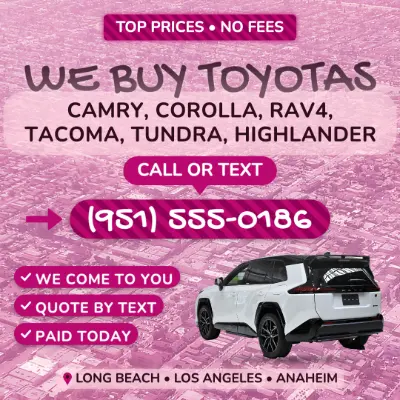 TOP PRICES • NO FEES
WE BUY TOYOTAS
CAMRY, COROLLA, RAV4,
TACOMA, TUNDRA, HIGHLANDER
CALL OR TEXT
(951) 555-0186
WE COME TO YOU
QUOTE BY TEXT
PAID TODAY
LONG BEACH • LOS ANGELES • ANAHEIM